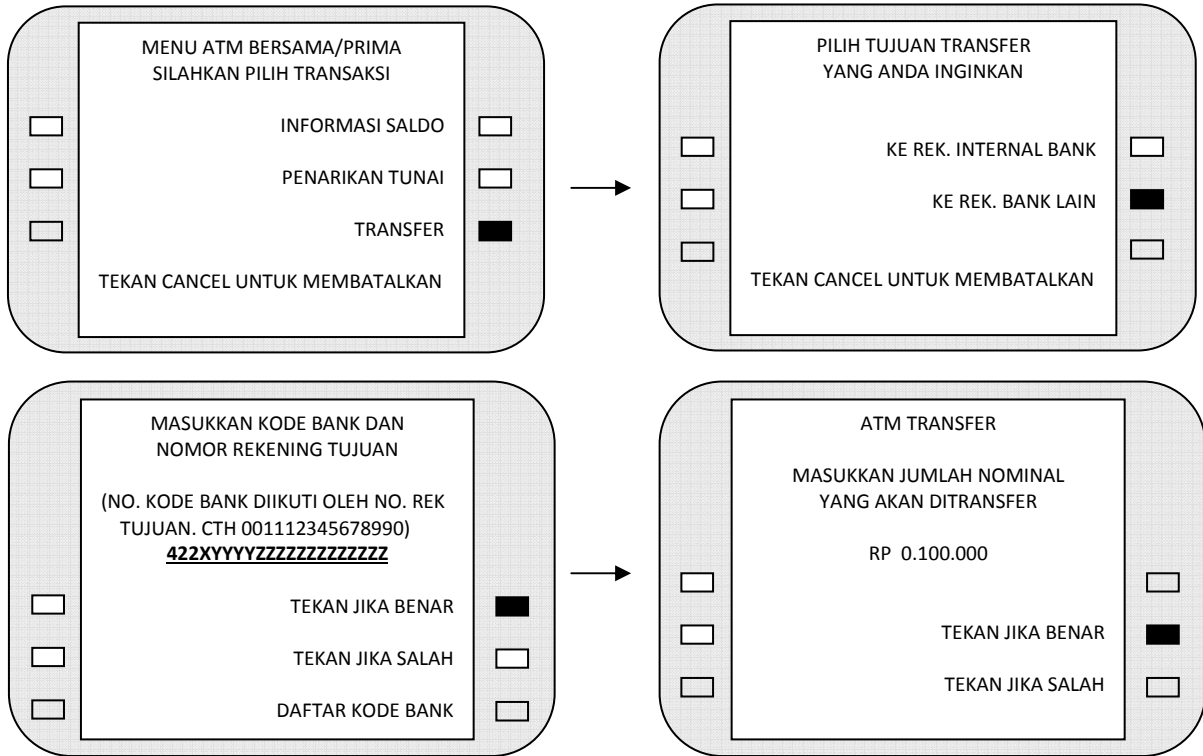 MENU ATM BERSAMA/PRIMA
SILAHKAN PILIH TRANSAKSI
INFORMASI SALDO
PENARIKAN TUNAI
TRANSFER
TEKAN CANCEL UNTUK MEMBATALKAN
PILIH TUJUAN TRANSFER
YANG ANDA INGINKAN
KE REK. INTERNAL BANK
KE REK. BANK LAIN
TEKAN CANCEL UNTUK MEMBATALKAN
MASUKKAN KODE BANK DAN
NOMOR REKENING TUJUAN
(NO. KODE BANK DIIKUTI OLEH NO. REK
TUJUAN. CTH 001112345678990)
422XYYYYZZZZZZZZZZZZZ
TEKAN JIKA BENAR
TEKAN JIKA SALAH
DAFTAR KODE BANK
ATM TRANSFER
MASUKKAN JUMLAH NOMINAL
YANG AKAN DITRANSFER
RP 0.100.000
TEKAN JIKA BENAR
TEKAN JIKA SALAH